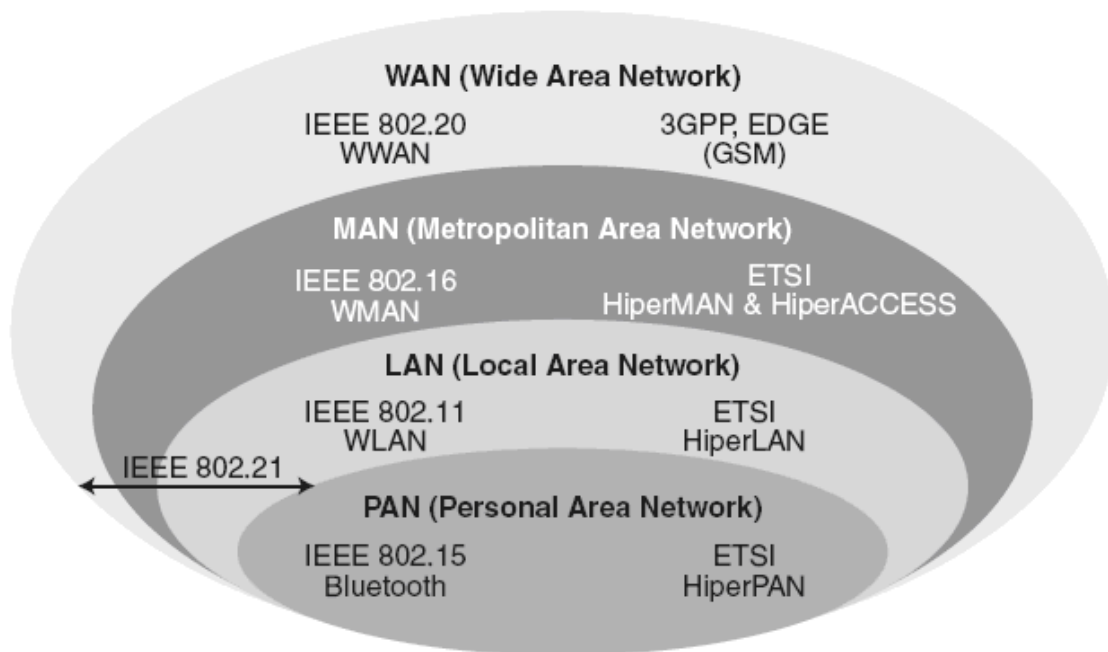 WAN (Wide Area Network)
IEEE 802.20
WWAN
3GPP, EDGE
(GSM)
MAN (Metropolitan Area Network)
IEEE 802.16
WMAN
ETSI
HiperMAN & HiperACCESS
LAN (Local Area Network)
IEEE 802.11
WLAN
ETSI
HiperLAN
IEEE 802.21
PAN (Personal Area Network)
IEEE 802.15
Bluetooth
ETSI
HiperPAN